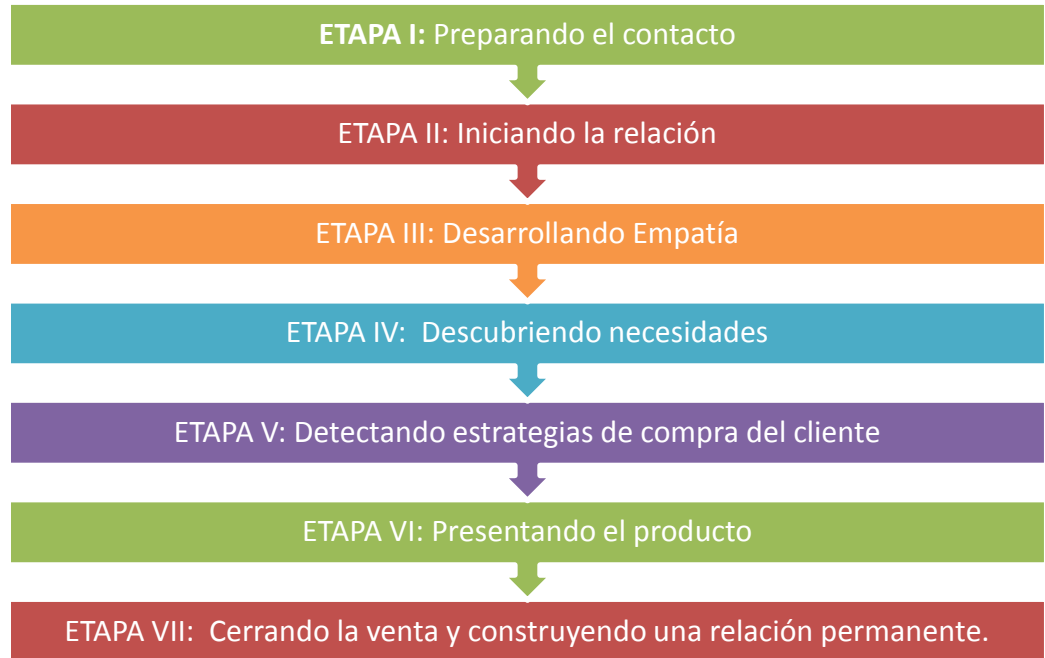 ETAPA I: Preparando el contacto
ETAPA II: Iniciando la relación
ETAPA III: Desarrollando Empatía
ETAPA IV:  Descubriendo necesidades
ETAPA V: Detectando estrategias de compra del cliente
ETAPA VI: Presentando el producto
ETAPA VII:  Cerrando la venta y construyendo una relación permanente.